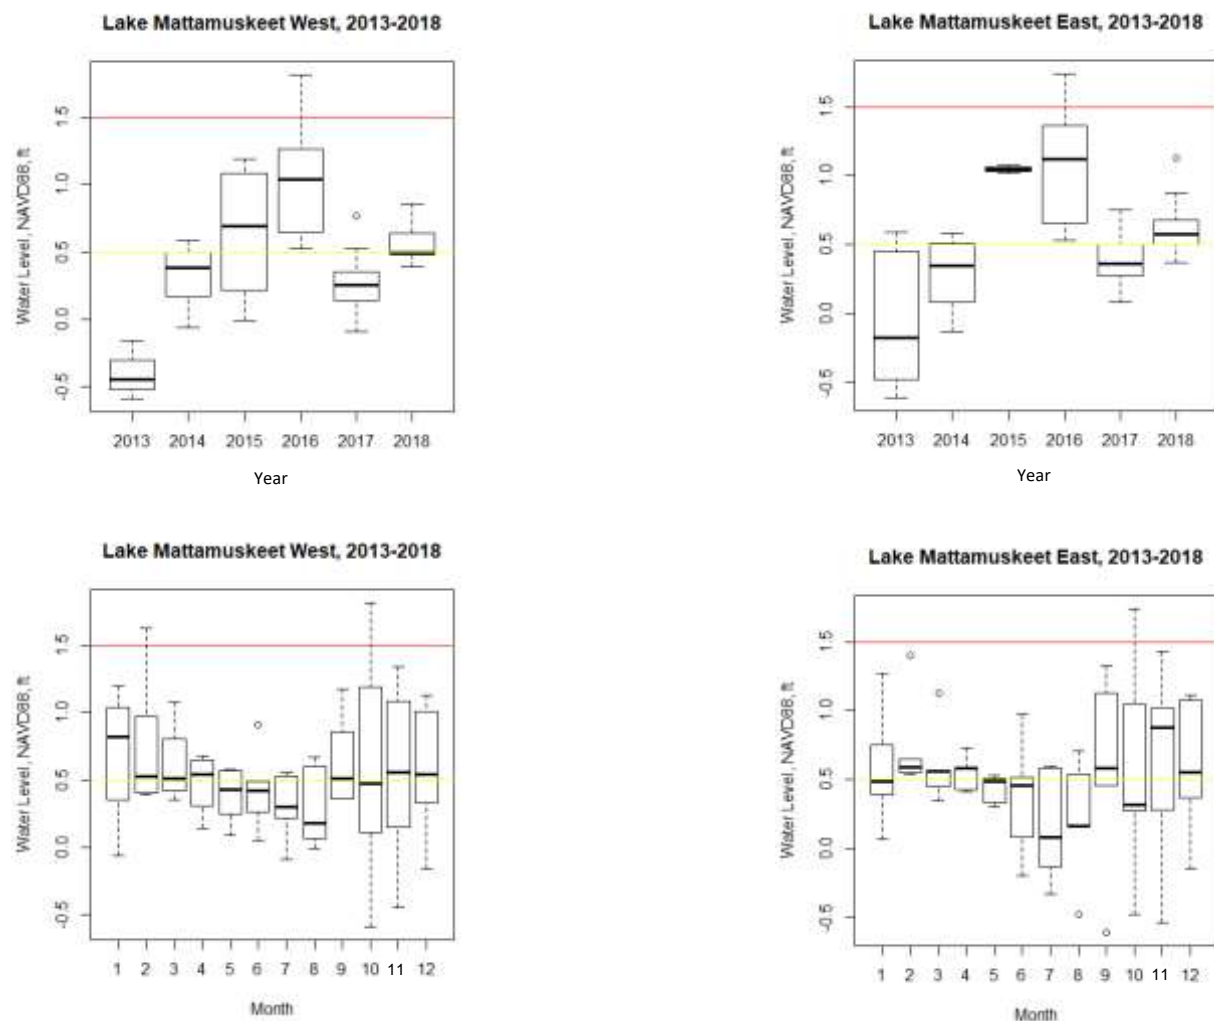 Lake Mattamuskeet West, 2013-2018
Water Level, NAVD88, ft
1.5
1.0
0.5
0.0
-0.5
2013 2014 2015 2016 2017 2018
Year
Lake Mattamuskeet East, 2013-2018
Water Level, NAVD88, ft
1.5
1.0
0.5
0.0
-0.5
2013 2014 2015 2016 2017 2018
Year
Lake Mattamuskeet West, 2013-2018
Water Level, NAVD88, ft
1.5
1.0
0.5
0.0
-0.5
1 2 3 4 5 6 7 8 9 10 11 12
Month
Lake Mattamuskeet East, 2013-2018
Water Level, NAVD88, ft
1.5
1.0
0.5
0.0
-0.5
1 2 3 4 5 6 7 8 9 10 11 12
Month